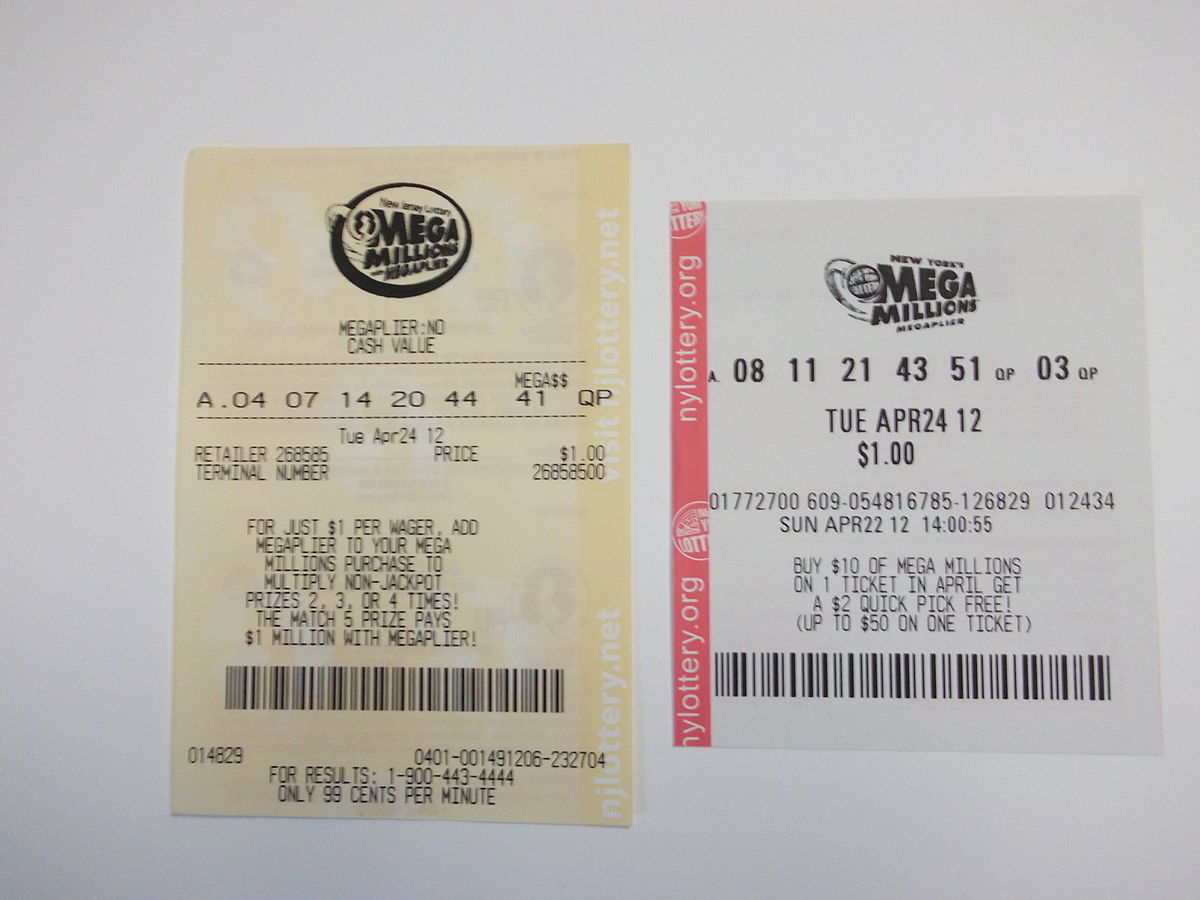 New Jersey Lottery
MEGA
MILLIONS
MEGAPLIER
MEGAPLIER:NO
CASH VALUE
MEGA$$
A.04 07 14 20 44 41 QP
Tue Apr24 12
RETAILER 268585 PRICE $1.00
TERMINAL NUMBER 26858500
FOR JUST $1 PER WAGER, ADD
MEGAPLIER TO YOUR MEGA
MILLIONS PURCHASE TO
MULTIPLY NON-JACKPOT
PRIZES 2, 3, OR 4 TIMES!
THE MATCH 5 PRIZE PAYS
$1 MILLION WITH MEGAPLIER!
014829 0401-001491206-232704
FOR RESULTS: 1-900-443-4444
ONLY 99 CENTS PER MINUTE
visit njlottery.net
njlottery.net
nylottery.org
nylottery.org
NEW YORK'S
MEGA
MILLIONS
MEGAPLIER
A. 08 11 21 43 51 QP 03 QP
TUE APR24 12
$1.00
01772700 609-054816785-126829 012434
SUN APR22 12 14:00:55
BUY $10 OF MEGA MILLIONS
ON 1 TICKET IN APRIL GET
A $2 QUICK PICK FREE!
(UP TO $50 ON ONE TICKET)